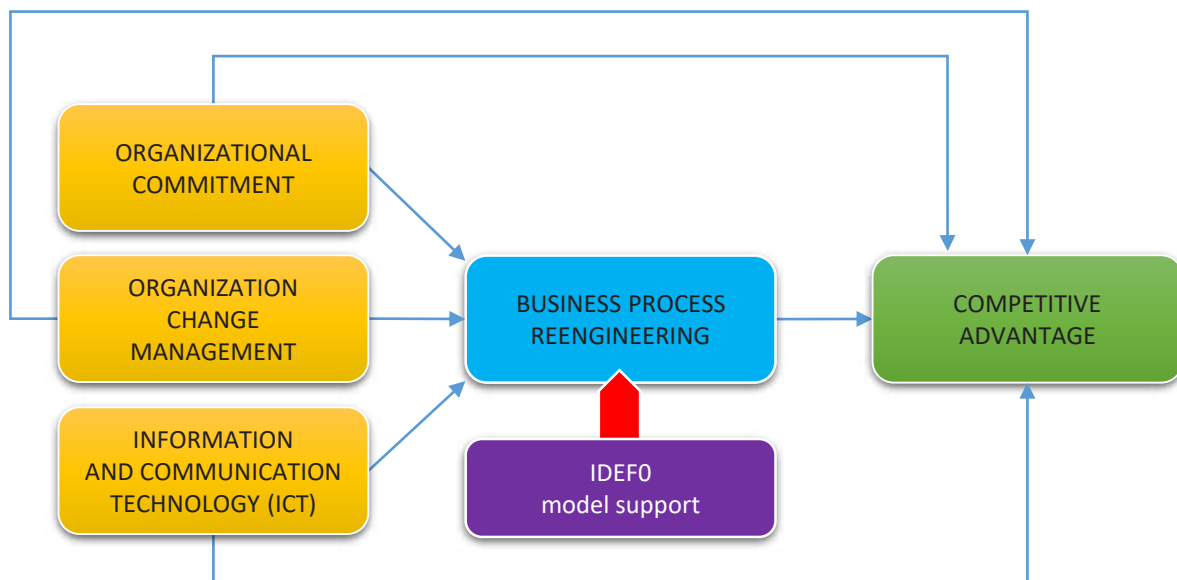 ORGANIZATIONAL
COMMITMENT
ORGANIZATION
CHANGE
MANAGEMENT
BUSINESS PROCESS
REENGINEERING
COMPETITIVE
ADVANTAGE
INFORMATION
AND COMMUNICATION
TECHNOLOGY (ICT)
IDEF0
model support